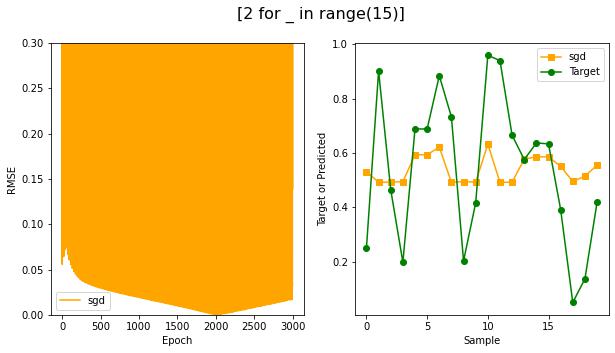 [2 for _ in range(15)]
0.30
0.25
0.20
0.15
0.10
0.05
0.00
RMSE
sgd
0 500 1000 1500 2000 2500 3000
Epoch
1.0
0.8
0.6
0.4
0.2
Target or Predicted
sgd
Target
0 5 10 15
Sample